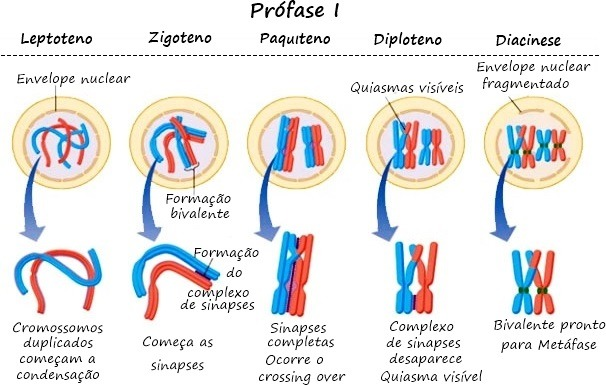 Prófase I
Leptoteno
Zigoteno
Paquíteno
Diploteno
Diacinese
Envelope nuclear
Quiasmas visíveis
Envelope nuclear
fragmentado
Formação
bivalente
Formação
do
complexo
de sinapses
Cromossomos
duplicados
começam a
condensação
Começa as
sinapses
Sinapses
completas
Ocorre o
crossing over
Complexo
de sinapses
desaparece
Quiasma visível
Bivalente pronto
para Metáfase